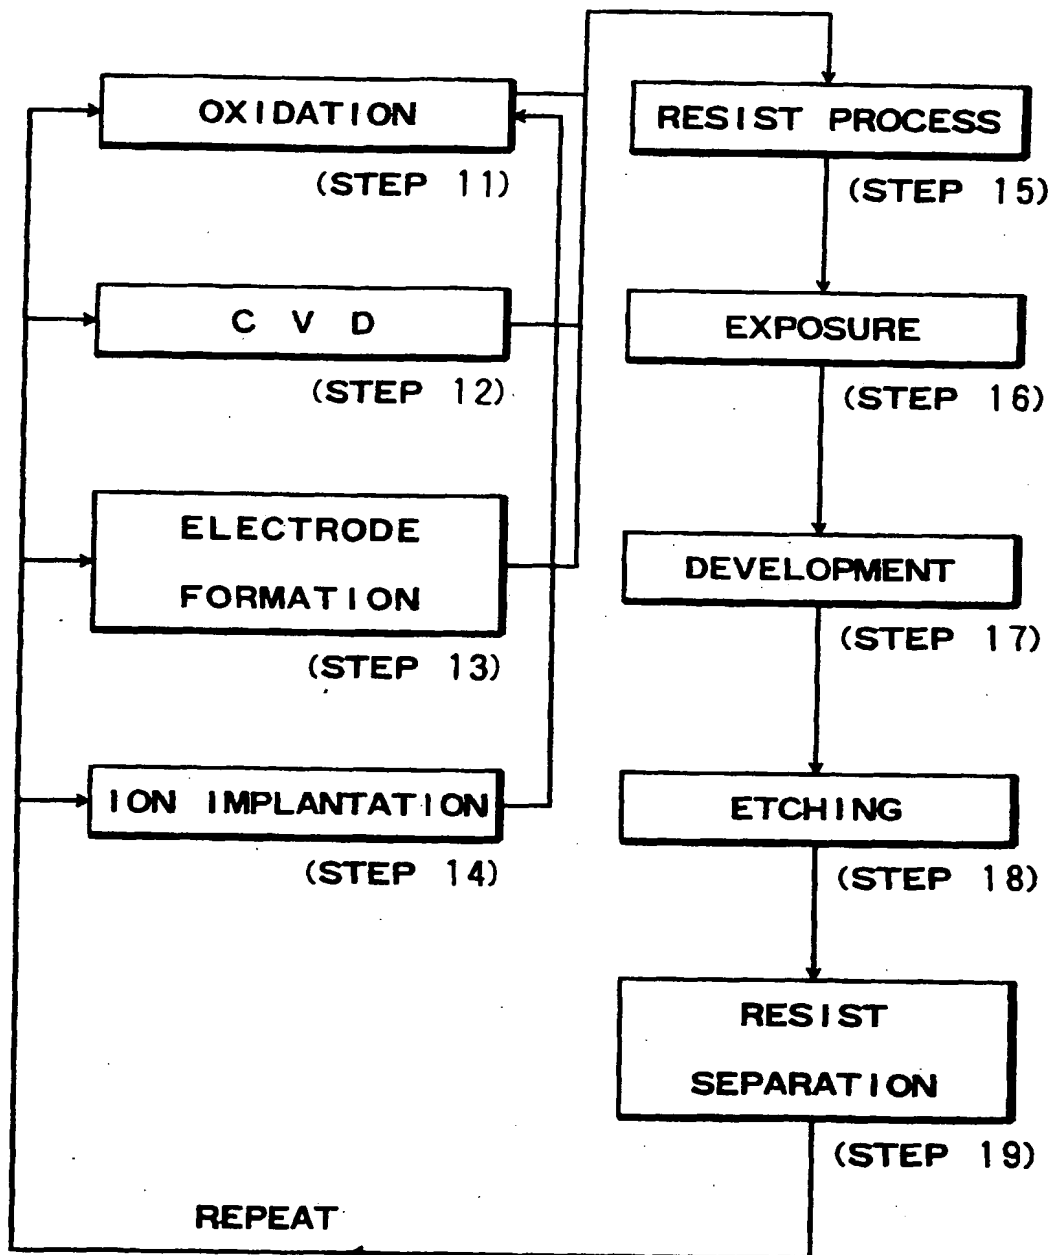 OXIDATION
(STEP 11)
C V D
(STEP 12)
ELECTRODE
FORMATION
(STEP 13)
ION IMPLANTATION
(STEP 14)
RESIST PROCESS
(STEP 15)
EXPOSURE
(STEP 16)
DEVELOPMENT
(STEP 17)
ETCHING
(STEP 18)
RESIST
SEPARATION
(STEP 19)
REPEAT